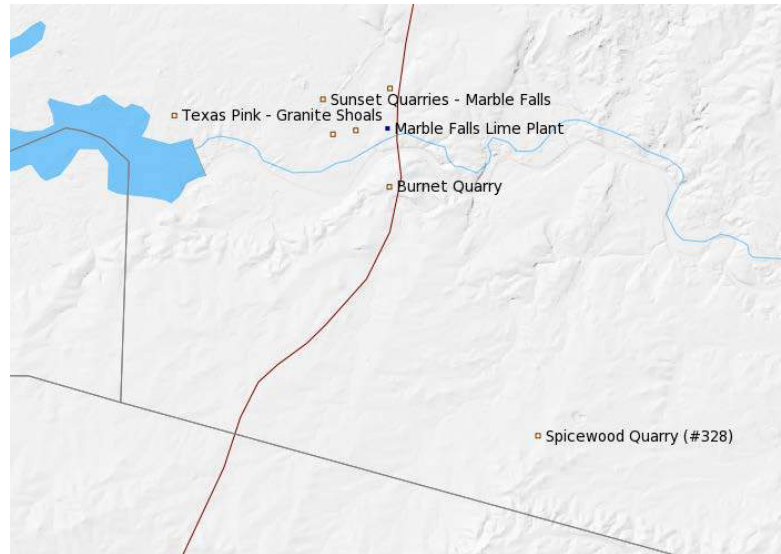 Sunset Quarries - Marble Falls
Texas Pink - Granite Shoals
Marble Falls Lime Plant
Burnet Quarry
Spicewood Quarry (#328)